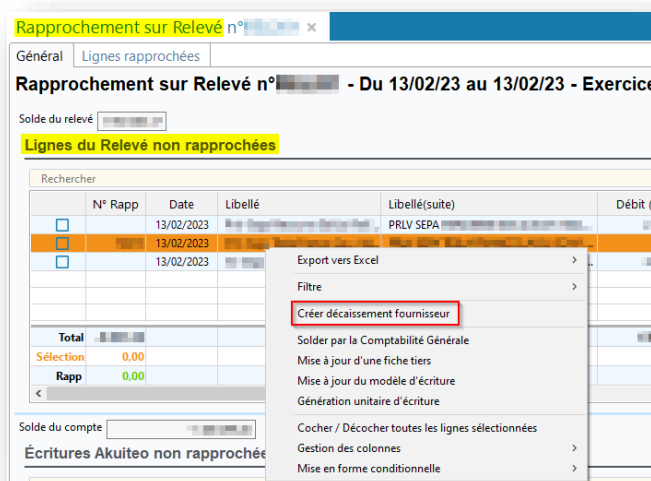 Rapprochement sur Relevé n° ×
Général Lignes rapprochées
Rapprochement sur Relevé n° - Du 13/02/23 au 13/02/23 - Exercice
Solde du relevé
Lignes du Relevé non rapprochées
Rechercher
N° Rapp Date Libellé Libellé(suite) Débit (
13/02/2023 PRLV SEPA
13/02/2023
13/02/2023
Export vers Excel
Filtre
Créer décaissement fournisseur
Solder par la Comptabilité Générale
Mise à jour d'une fiche tiers
Mise à jour du modèle d'écriture
Génération unitaire d'écriture
Cocher / Décocher toutes les lignes sélectionnées
Gestion des colonnes
Mise en forme conditionnelle
Total
Sélection 0,00
Rapp 0,00
Solde du compte
Écritures Akuiteo non rapprochée